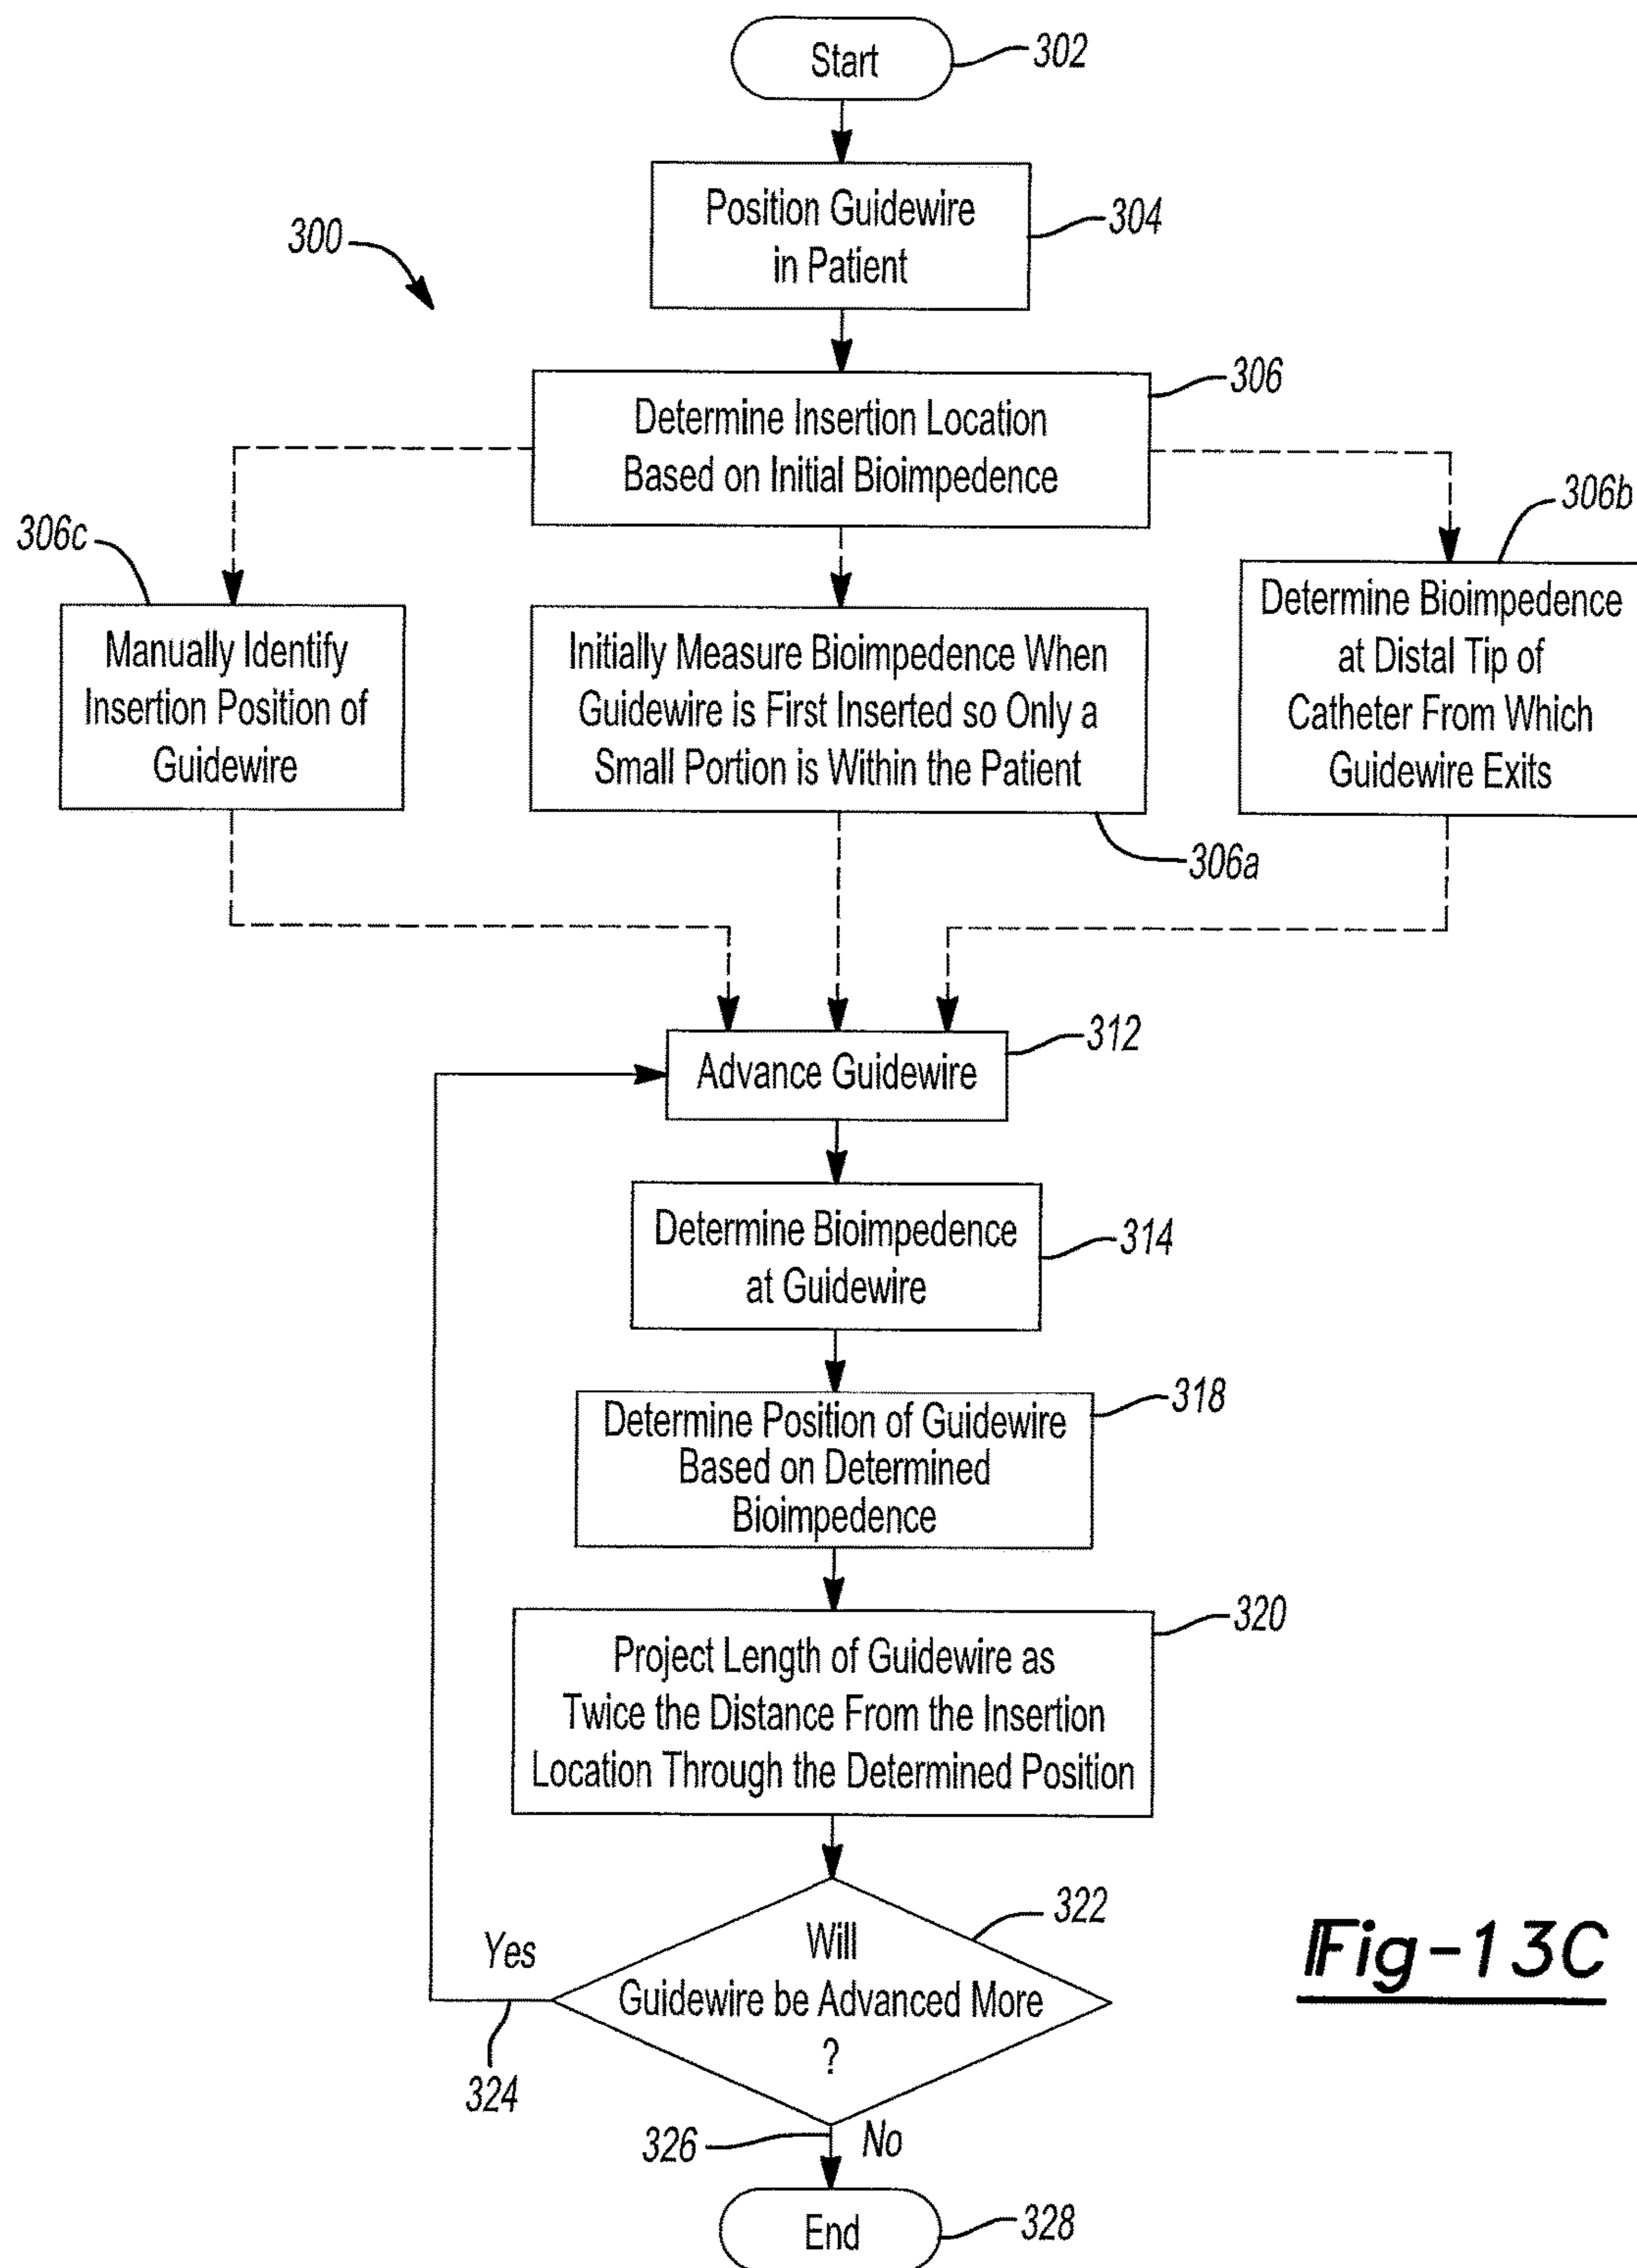 Start
302
Position Guidewire
in Patient
304
300
306
Determine Insertion Location
Based on Initial Bioimpedence
306c
306b
Manually Identify
Insertion Position of
Guidewire
Initially Measure Bioimpedence When
Guidewire is First Inserted so Only a
Small Portion is Within the Patient
306a
Determine Bioimpedence
at Distal Tip of
Catheter From Which
Guidewire Exits
312
Advance Guidewire
Determine Bioimpedence
at Guidewire
314
318
Determine Position of Guidewire
Based on Determined
Bioimpedence
320
Project Length of Guidewire as
Twice the Distance From the Insertion
Location Through the Determined Position
322
Will
Guidewire be Advanced More
?
Yes
324
326
No
End
328
Fig-13C